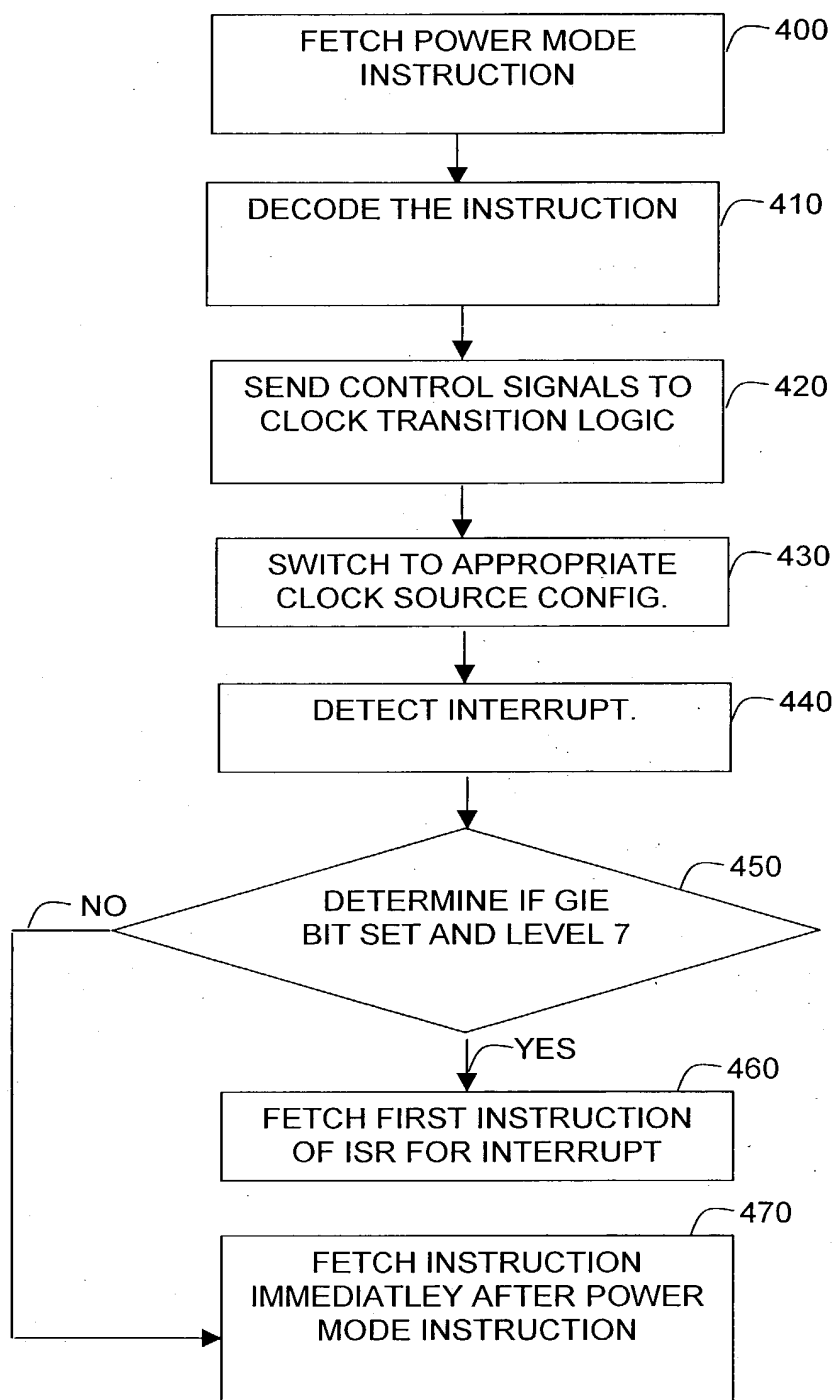 FETCH POWER MODE
INSTRUCTION
400
DECODE THE INSTRUCTION
410
SEND CONTROL SIGNALS TO
CLOCK TRANSITION LOGIC
420
SWITCH TO APPROPRIATE
CLOCK SOURCE CONFIG.
430
DETECT INTERRUPT.
440
DETERMINE IF GIE
BIT SET AND LEVEL 7
450
NO
YES
FETCH FIRST INSTRUCTION
OF ISR FOR INTERRUPT
460
FETCH INSTRUCTION
IMMEDIATLEY AFTER POWER
MODE INSTRUCTION
470